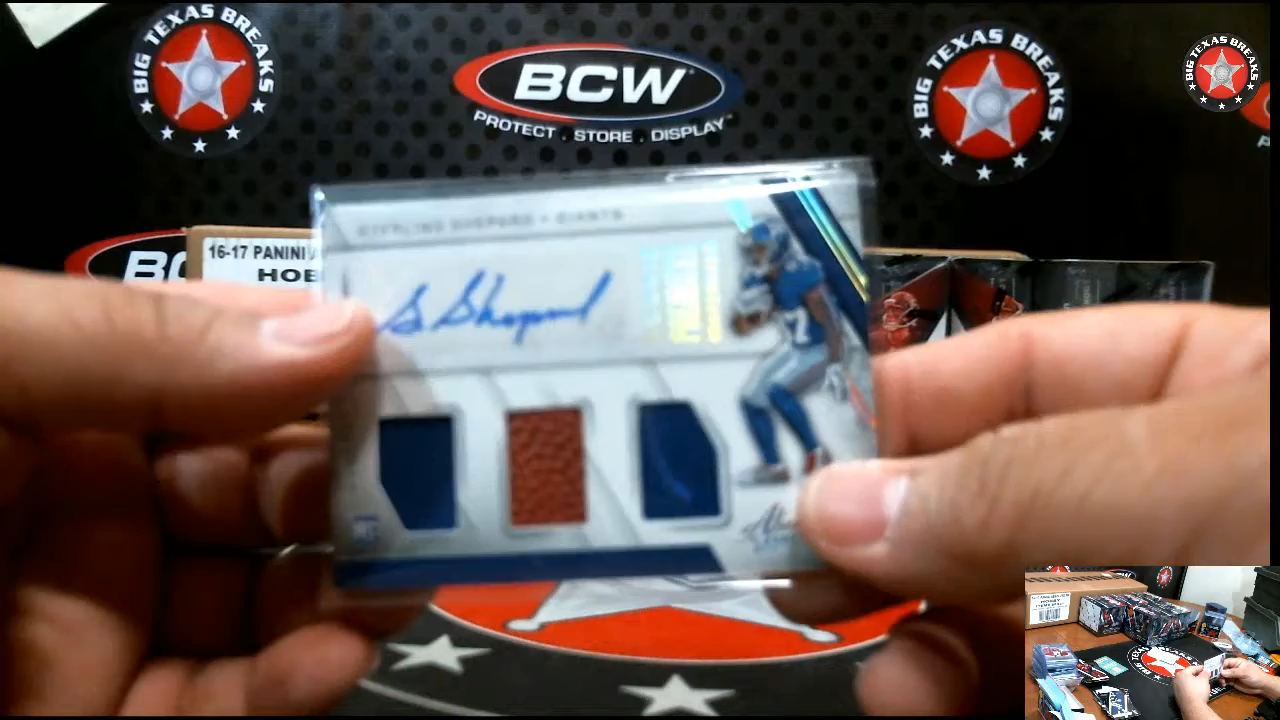 BIG TEXAS BREAKS
BCW
PROTECT . STORE . DISPLAY
BIG TEXAS BREAKS
BIG TEXAS BREAKS
16-17 PANINI
HOB
STERLING SHEPARD • GIANTS
S Shepard